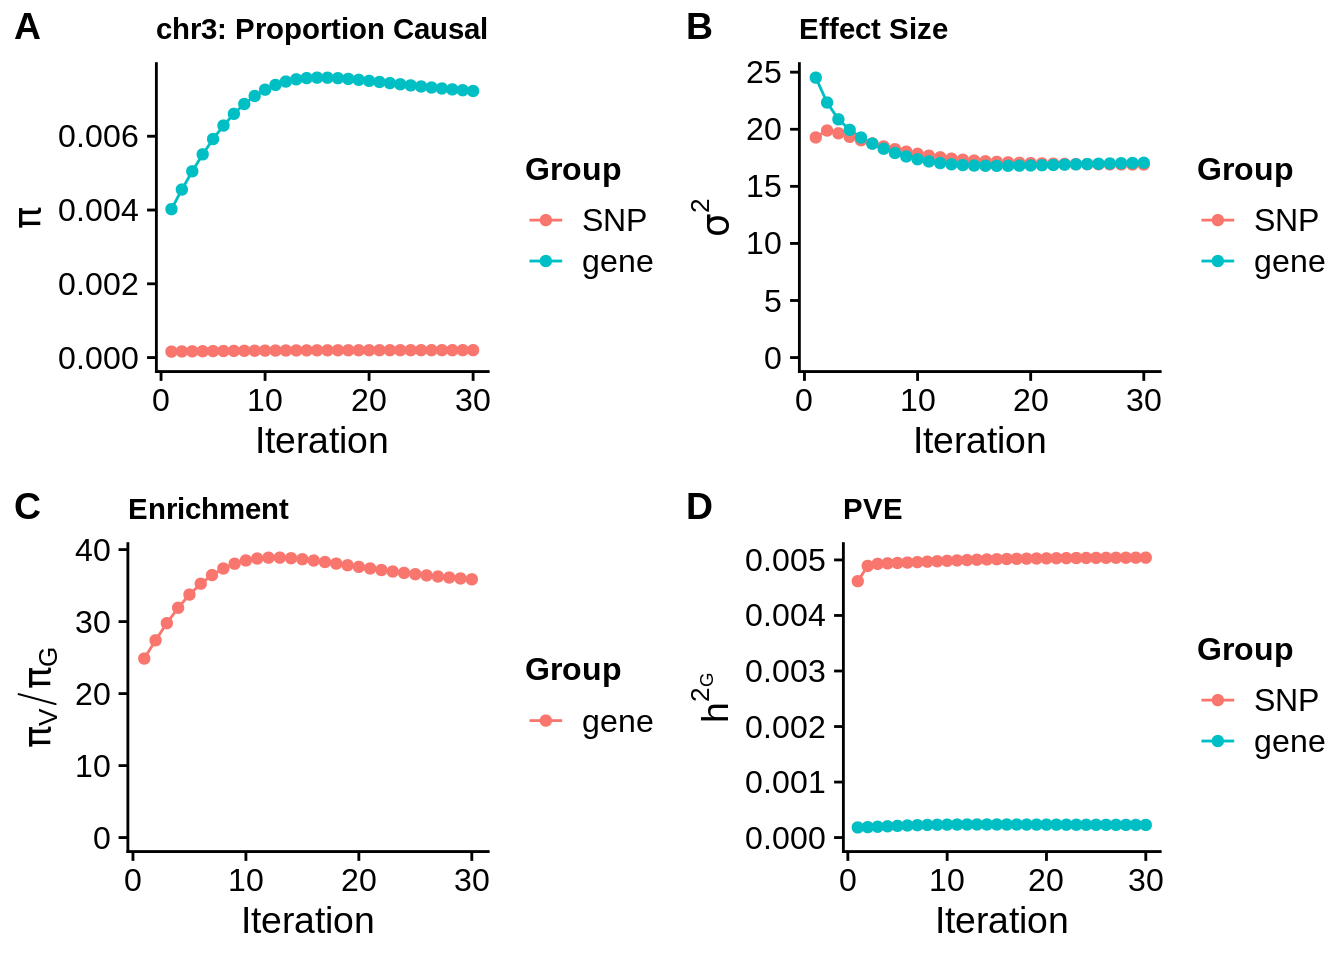 A
chr3: Proportion Causal
π
0.006
0.004
0.002
0.000
0
10
20
30
Iteration
Group
SNP
gene
B
Effect Size
σ²
25
20
15
10
5
0
0
10
20
30
Iteration
Group
SNP
gene
C
Enrichment
πV/πG
40
30
20
10
0
0
10
20
30
Iteration
Group
gene
D
PVE
h2G
0.005
0.004
0.003
0.002
0.001
0.000
0
10
20
30
Iteration
Group
SNP
gene